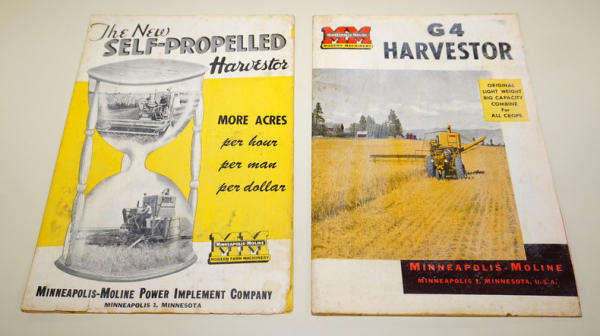 The New
SELF-PROPELLED
Harvestor
MORE ACRES
per hour
per man
per dollar
MM
MINNEAPOLIS-MOLINE
MODERN FARM MACHINERY
MINNEAPOLIS-MOLINE POWER IMPLEMENT COMPANY
MINNEAPOLIS 1, MINNESOTA
MM
MINNEAPOLIS-MOLINE
MODERN MACHINERY
G4
HARVESTOR
ORIGINAL
LIGHT WEIGHT
BIG CAPACITY
COMBINE
For
ALL CROPS
MINNEAPOLIS-MOLINE
MINNEAPOLIS 1, MINNESOTA, U.S.A.